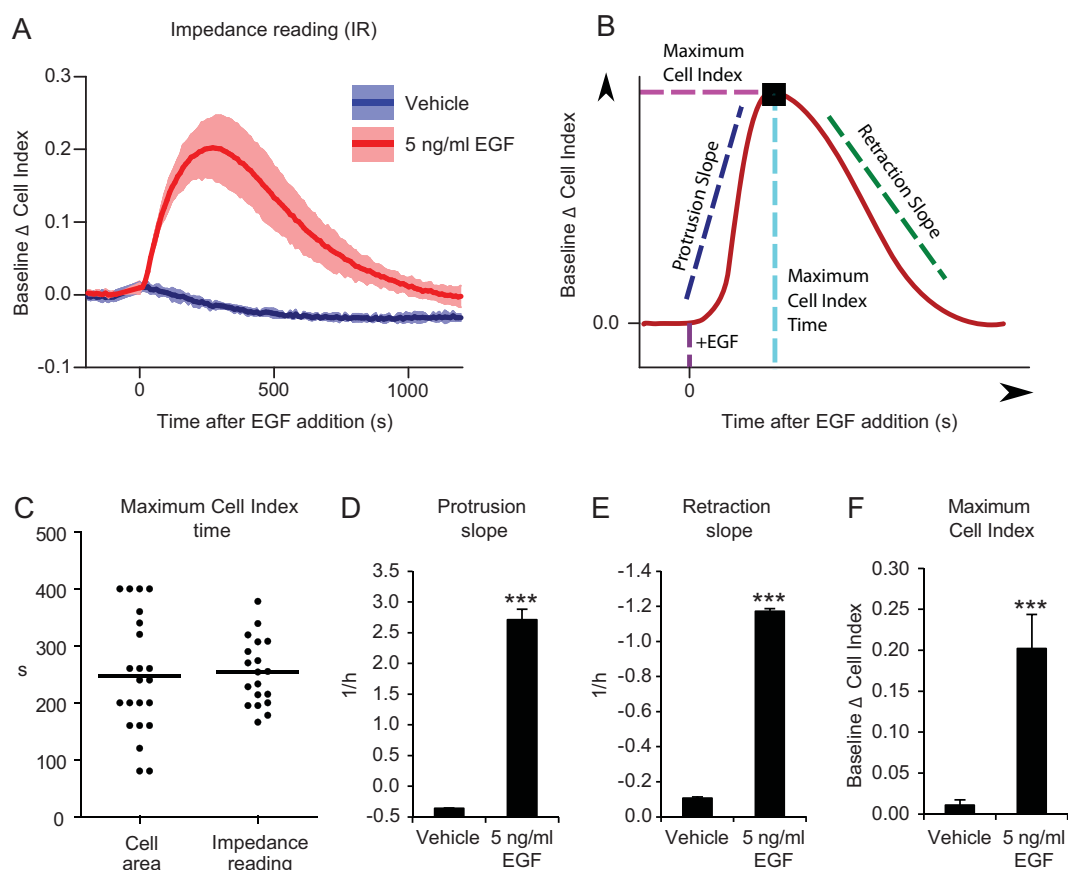 A
Impedance reading (IR)
Baseline Δ Cell Index
0.3
0.2
0.1
0.0
-0.1
Vehicle
5 ng/ml EGF
0
500
1000
Time after EGF addition (s)
B
Baseline Δ Cell Index
Maximum
Cell Index
Protrusion Slope
Retraction Slope
Maximum
Cell Index
Time
0.0
+EGF
0
Time after EGF addition (s)
C
Maximum Cell Index
time
s
500
400
300
200
100
0
Cell
area
Impedance
reading
D
Protrusion
slope
1/h
3.5
3.0
2.5
2.0
1.5
1.0
0.5
0.0
-0.5
***
Vehicle
5 ng/ml
EGF
E
Retraction
slope
1/h
-1.4
-1.2
-1.0
-0.8
-0.6
-0.4
-0.2
0.0
***
Vehicle
5 ng/ml
EGF
F
Maximum
Cell Index
Baseline Δ Cell Index
0.30
0.25
0.20
0.15
0.10
0.05
0.00
***
Vehicle
5 ng/ml
EGF